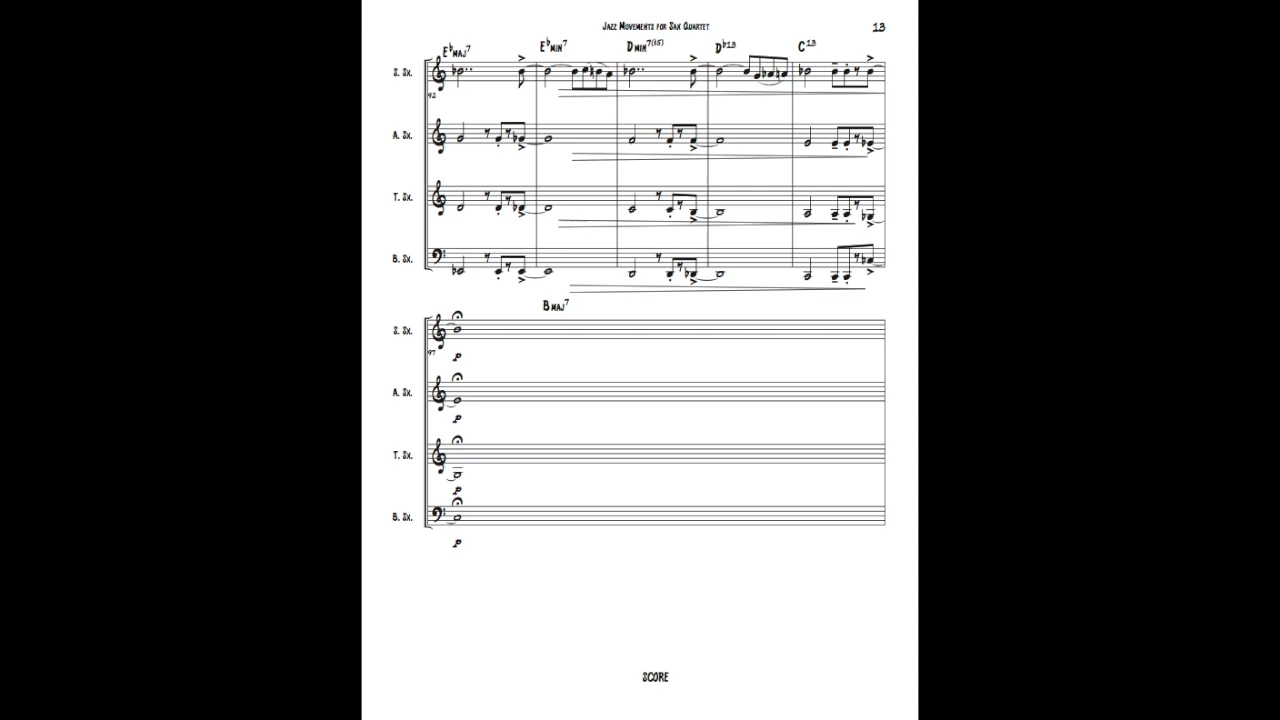 Jazz Movements for Sax Quartet 13
E♭maj7 E♭min7 Dmin7(♭5) D♭13 C13
S. Sx.
92
A. Sx.
T. Sx.
B. Sx.
Bmaj7
S. Sx.
97
p
A. Sx.
p
T. Sx.
p
B. Sx.
p
SCORE